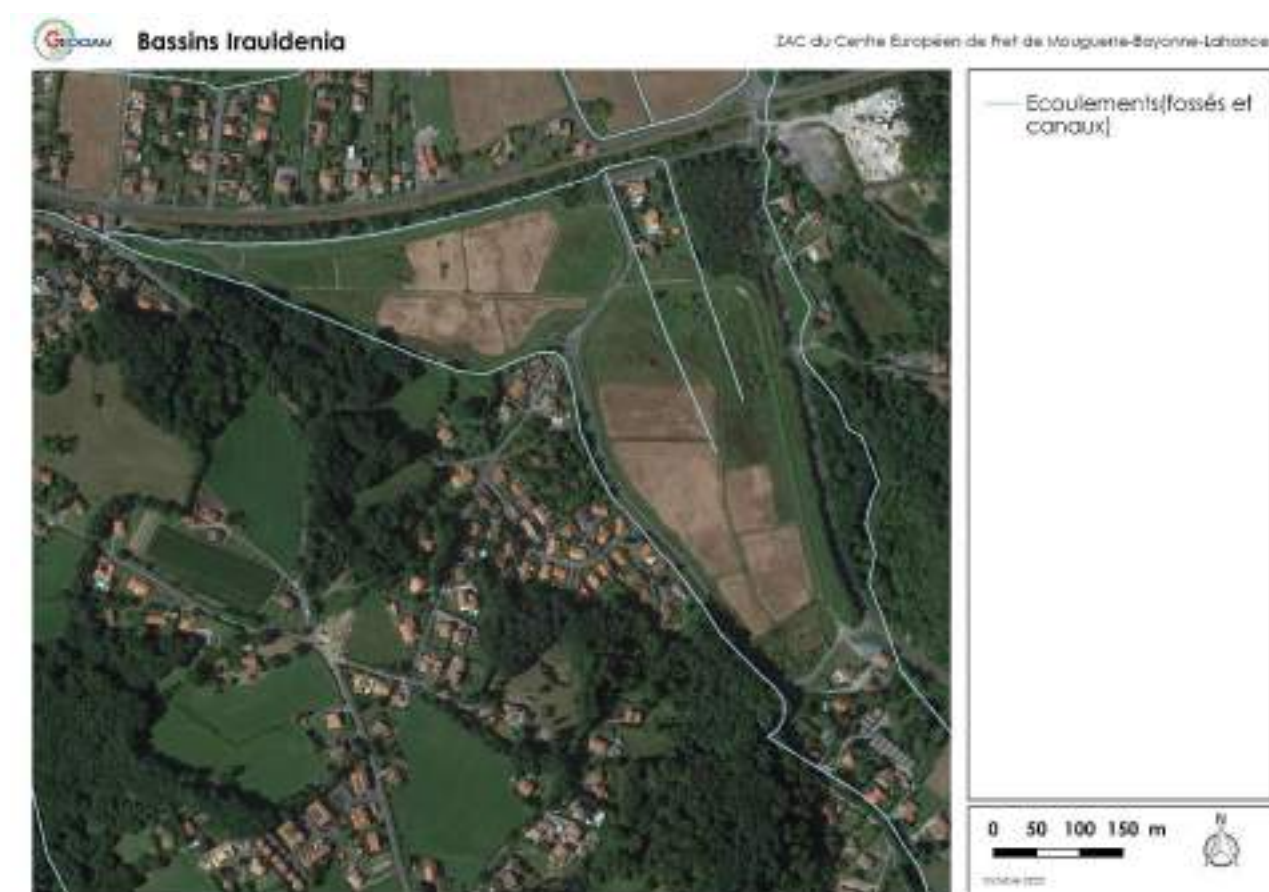 GEOCIAM
Bassins Irauldenia
ZAC du Centre Européen de Fret de Mouguerre-Bayonne-Lahonce
Ecoulements(fossés et
canaux)
0 50 100 150 m
N